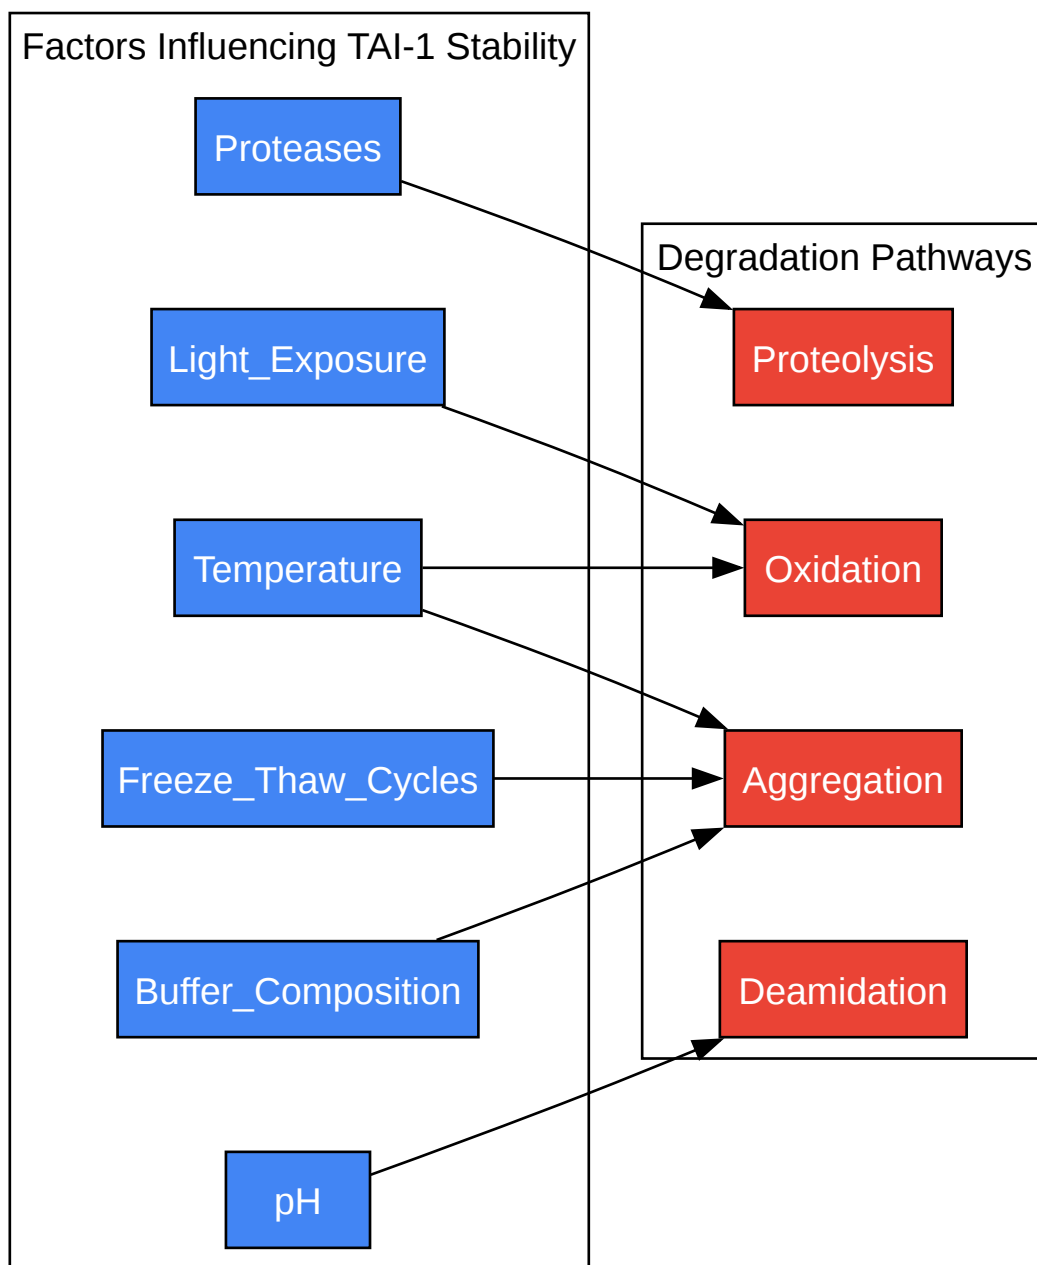 Factors Influencing TAI-1 Stability
Proteases
Light_Exposure
Temperature
Freeze_Thaw_Cycles
Buffer_Composition
pH
Degradation Pathways
Proteolysis
Oxidation
Aggregation
Deamidation